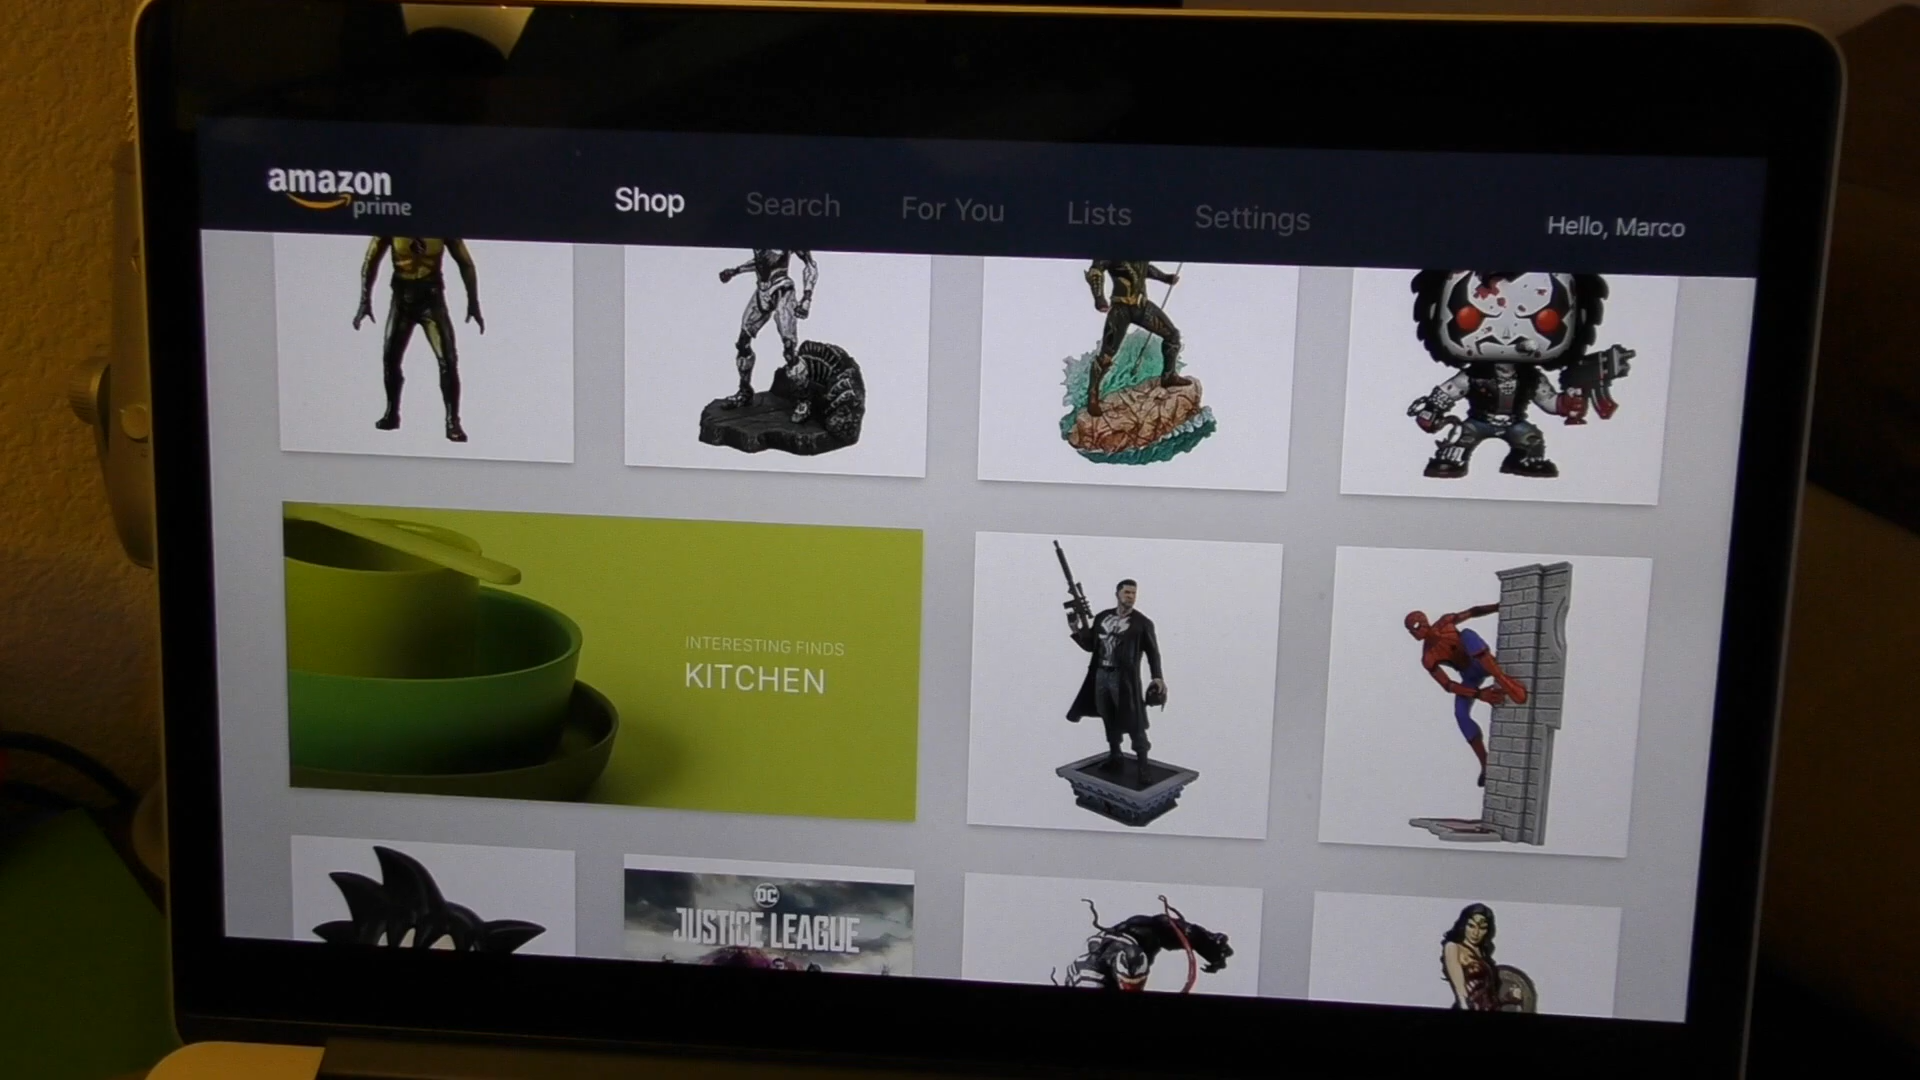 amazon
prime
Shop
Search
For You
Lists
Settings
Hello, Marco
INTERESTING FINDS
KITCHEN
DC
JUSTICE LEAGUE